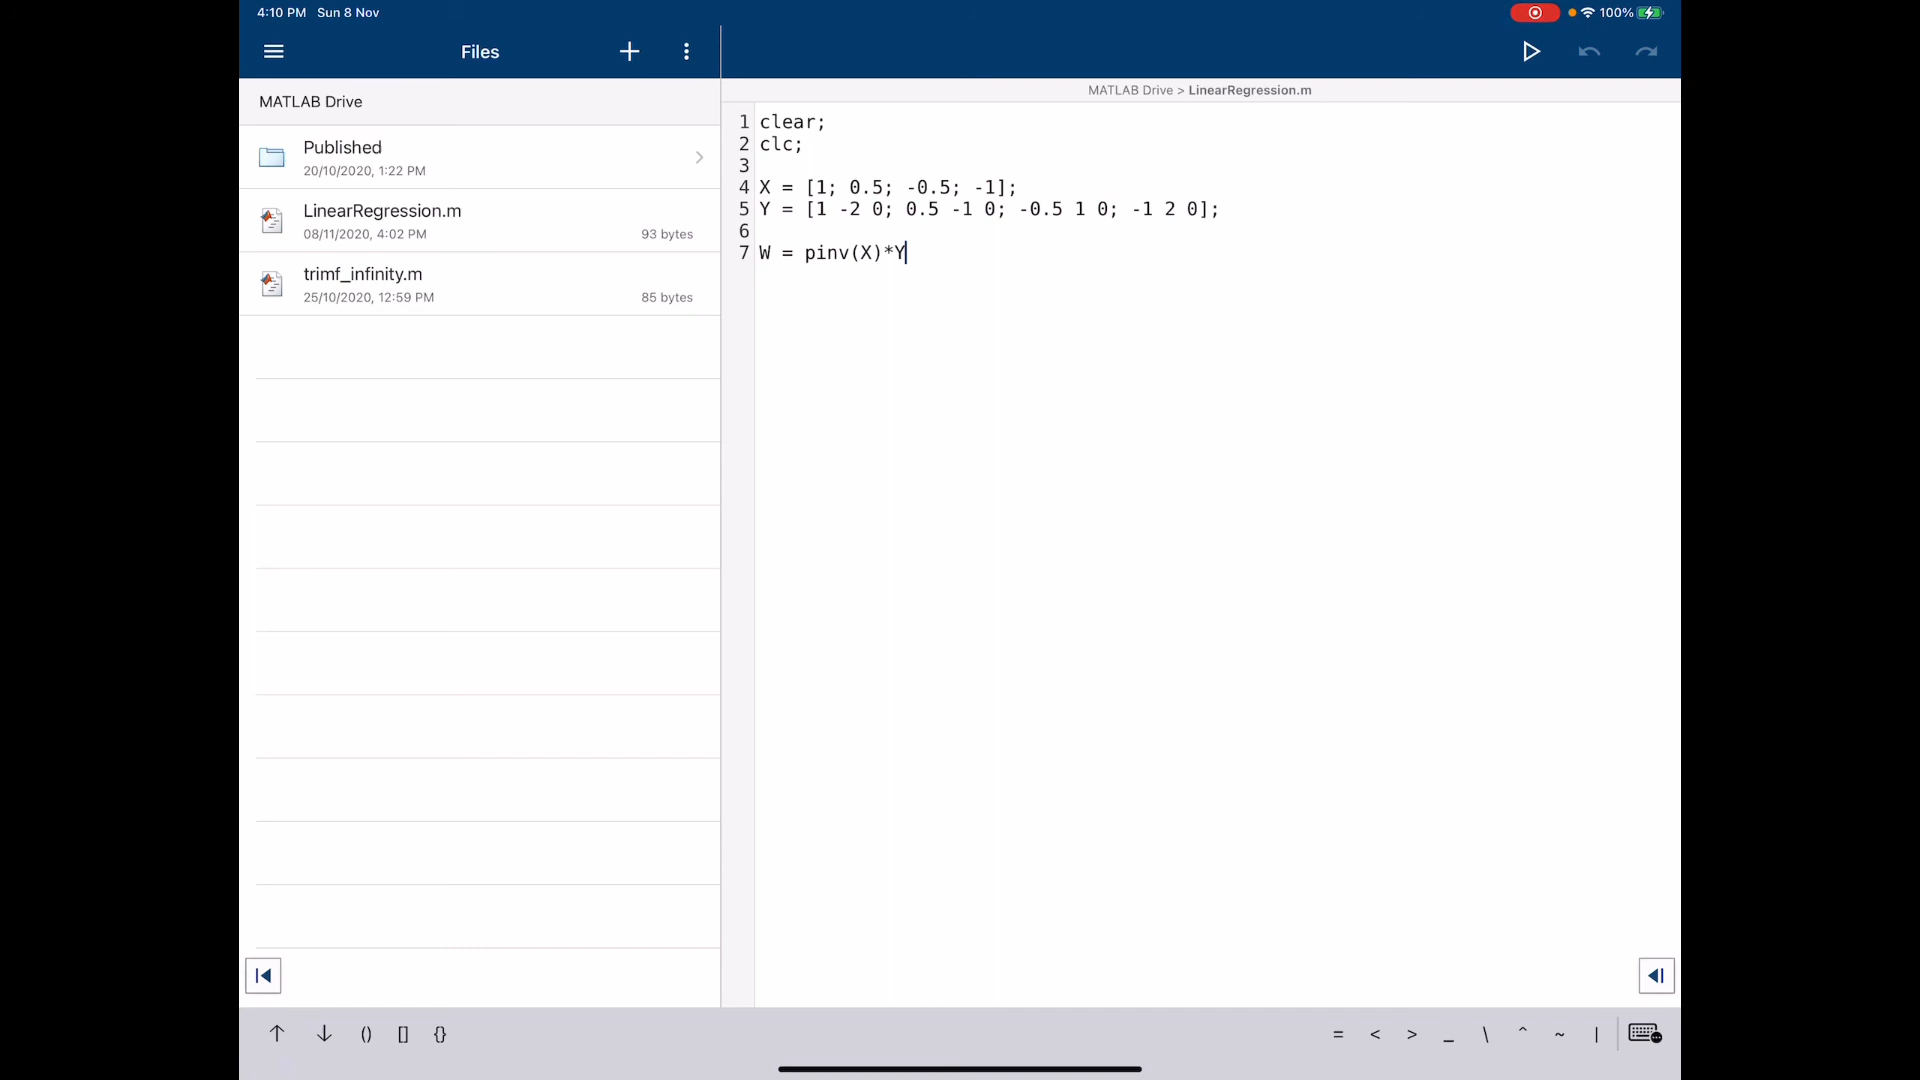 4:10 PM Sun 8 Nov
100%
Files
MATLAB Drive
Published
20/10/2020, 1:22 PM
LinearRegression.m
08/11/2020, 4:02 PM 93 bytes
trimf_infinity.m
25/10/2020, 12:59 PM 85 bytes
MATLAB Drive > LinearRegression.m
1 clear;
2 clc;
3
4 X = [1; 0.5; -0.5; -1];
5 Y = [1 -2 0; 0.5 -1 0; -0.5 1 0; -1 2 0];
6
7 W = pinv(X)*Y
↑ ↓ () [] {} = < > _ \ ^ ~ |